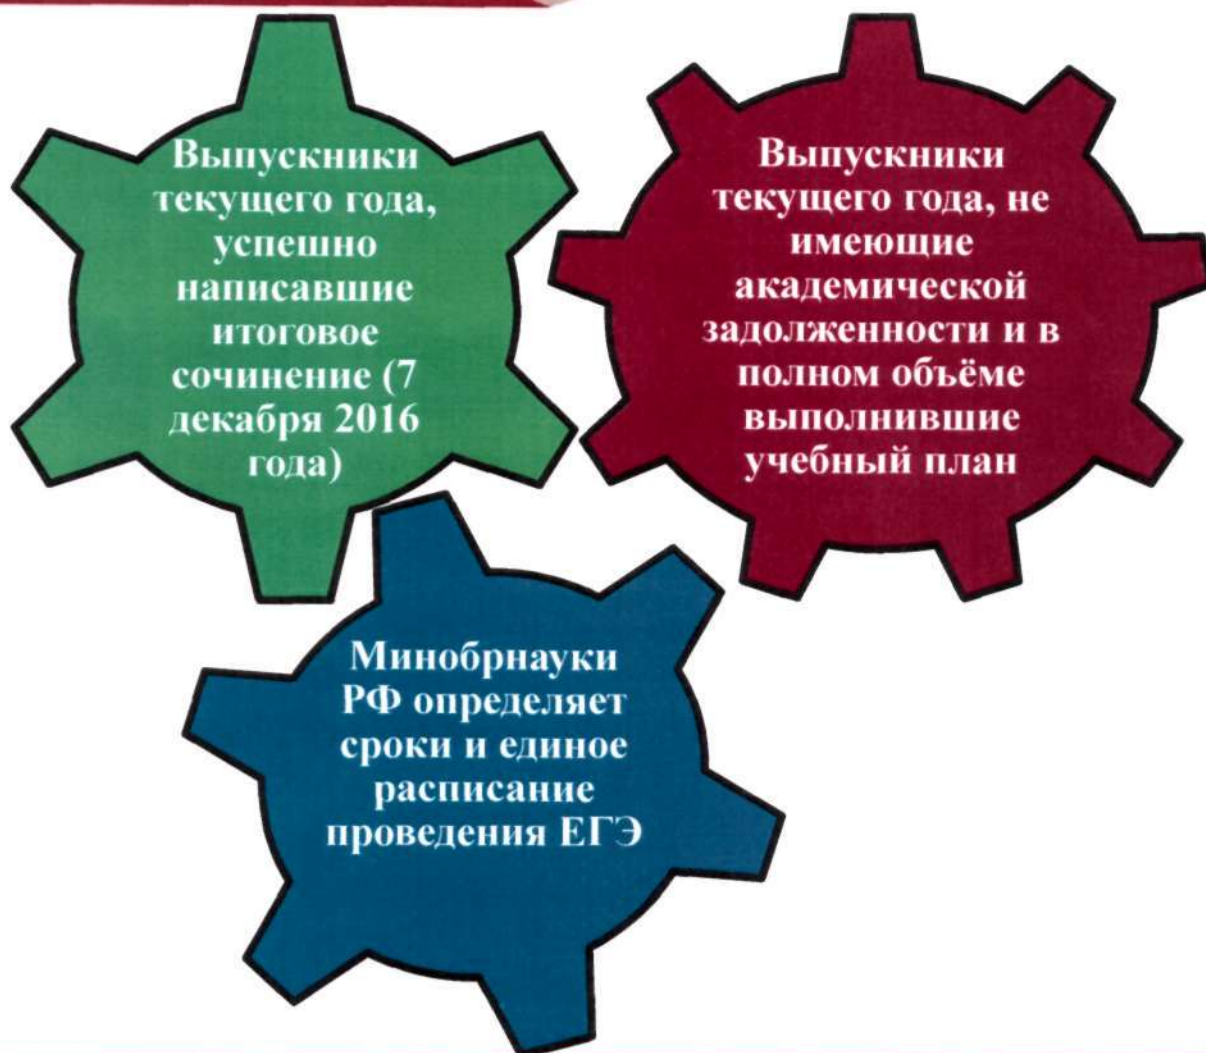 Выпускники
текущего года,
успешно
написавшие
итоговое
сочинение (7
декабря 2016
года)
Выпускники
текущего года, не
имеющие
академической
задолженности и в
полном объёме
выполнившие
учебный план
Минобрнауки
РФ определяет
сроки и единое
расписание
проведения ЕГЭ